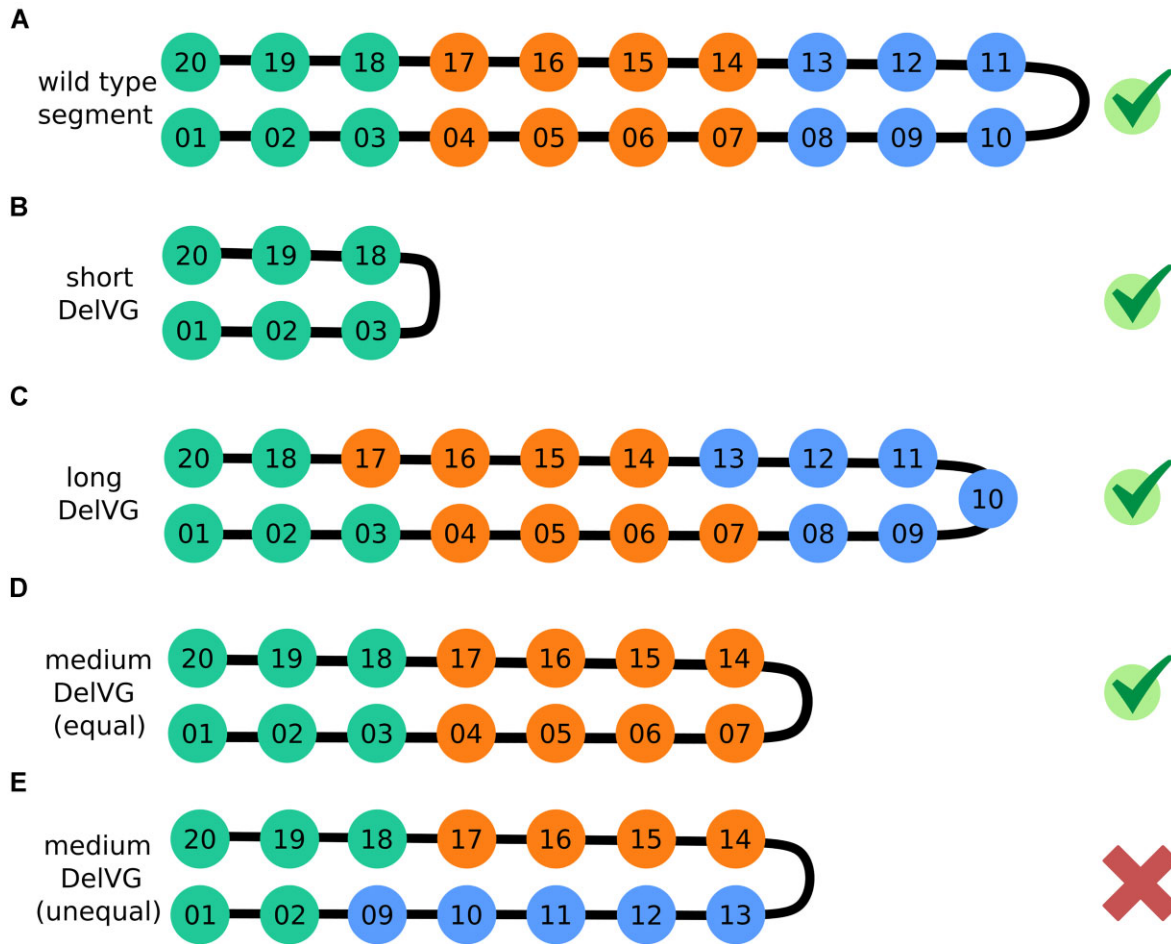 A
wild type
segment
20 19 18 17 16 15 14 13 12 11
01 02 03 04 05 06 07 08 09 10
B
short
DelVG
20 19 18
01 02 03
C
long
DelVG
20 18 17 16 15 14 13 12 11
10
01 02 03 04 05 06 07 08 09
D
medium
DelVG
(equal)
20 19 18 17 16 15 14
01 02 03 04 05 06 07
E
medium
DelVG
(unequal)
20 19 18 17 16 15 14
01 02 09 10 11 12 13